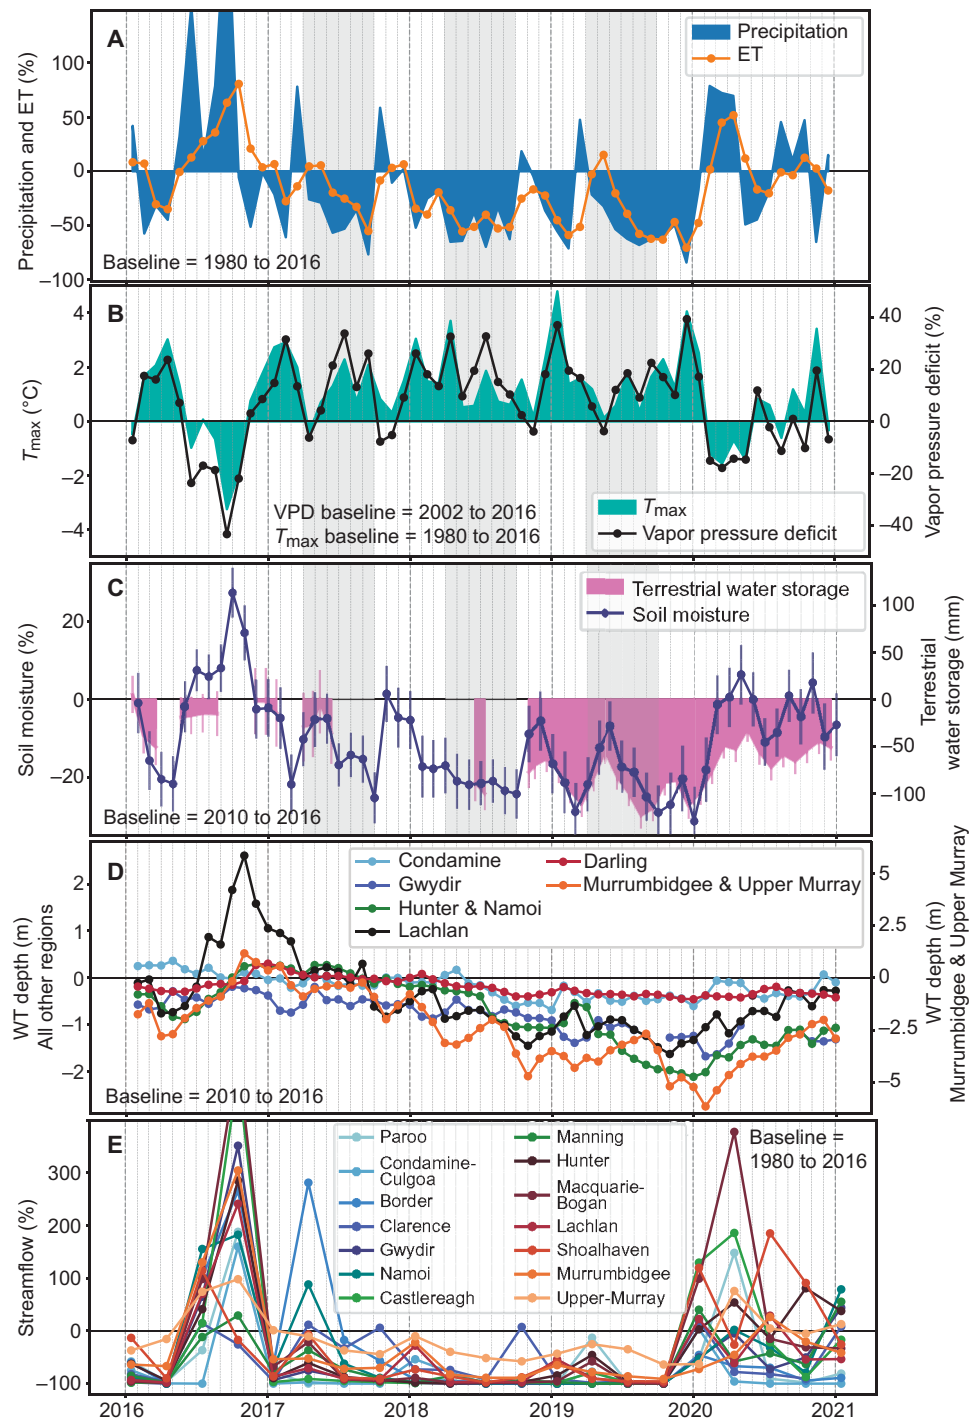 A
Precipitation and ET (%)
100
50
0
−50
−100
Precipitation
ET
Baseline = 1980 to 2016
B
Tmax (°C)
4
2
0
−2
−4
40
20
0
−20
−40
Vapor pressure deficit (%)
VPD baseline = 2002 to 2016
Tmax baseline = 1980 to 2016
Tmax
Vapor pressure deficit
C
Soil moisture (%)
20
0
−20
100
50
0
−50
−100
Terrestrial
water storage (mm)
Terrestrial water storage
Soil moisture
Baseline = 2010 to 2016
D
WT depth (m)
All other regions
2
1
0
−1
−2
5
2.5
0
−2.5
−5
WT depth (m)
Murrumbidgee & Upper Murray
Condamine
Gwydir
Hunter & Namoi
Lachlan
Darling
Murrumbidgee & Upper Murray
Baseline = 2010 to 2016
E
Streamflow (%)
300
200
100
0
−100
Paroo
Condamine-
Culgoa
Border
Clarence
Gwydir
Namoi
Castlereagh
Manning
Hunter
Macquarie-
Bogan
Lachlan
Shoalhaven
Murrumbidgee
Upper-Murray
Baseline =
1980 to 2016
2016 2017 2018 2019 2020 2021